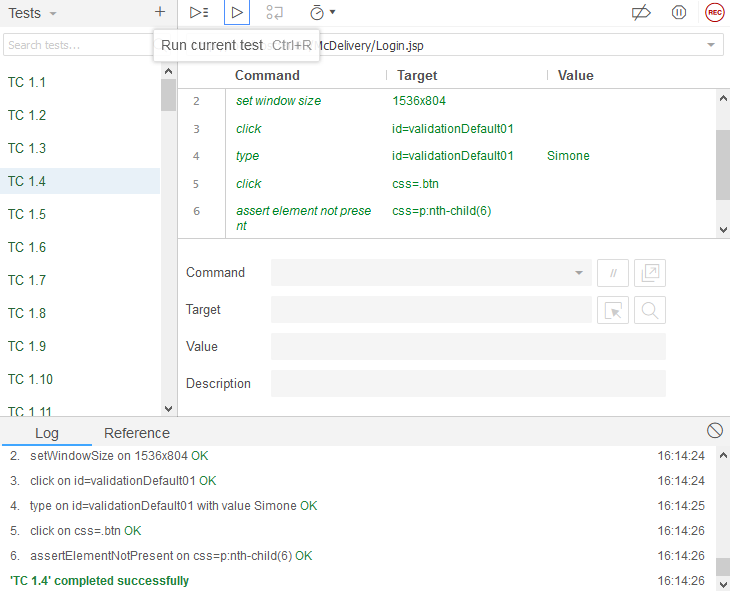 Tests
REC
Search tests...
Run current test Ctrl+R
McDelivery/Login.jsp
Command Target Value
TC 1.1
TC 1.2
TC 1.3
TC 1.4
TC 1.5
TC 1.6
TC 1.7
TC 1.8
TC 1.9
TC 1.10
TC 1.11
2 set window size 1536x804
3 click id=validationDefault01
4 type id=validationDefault01 Simone
5 click css=.btn
6 assert element not prese css=p:nth-child(6)
nt
Command //
Target
Value
Description
Log Reference
2. setWindowSize on 1536x804 OK 16:14:24
3. click on id=validationDefault01 OK 16:14:24
4. type on id=validationDefault01 with value Simone OK 16:14:25
5. click on css=.btn OK 16:14:26
6. assertElementNotPresent on css=p:nth-child(6) OK 16:14:26
'TC 1.4' completed successfully 16:14:26